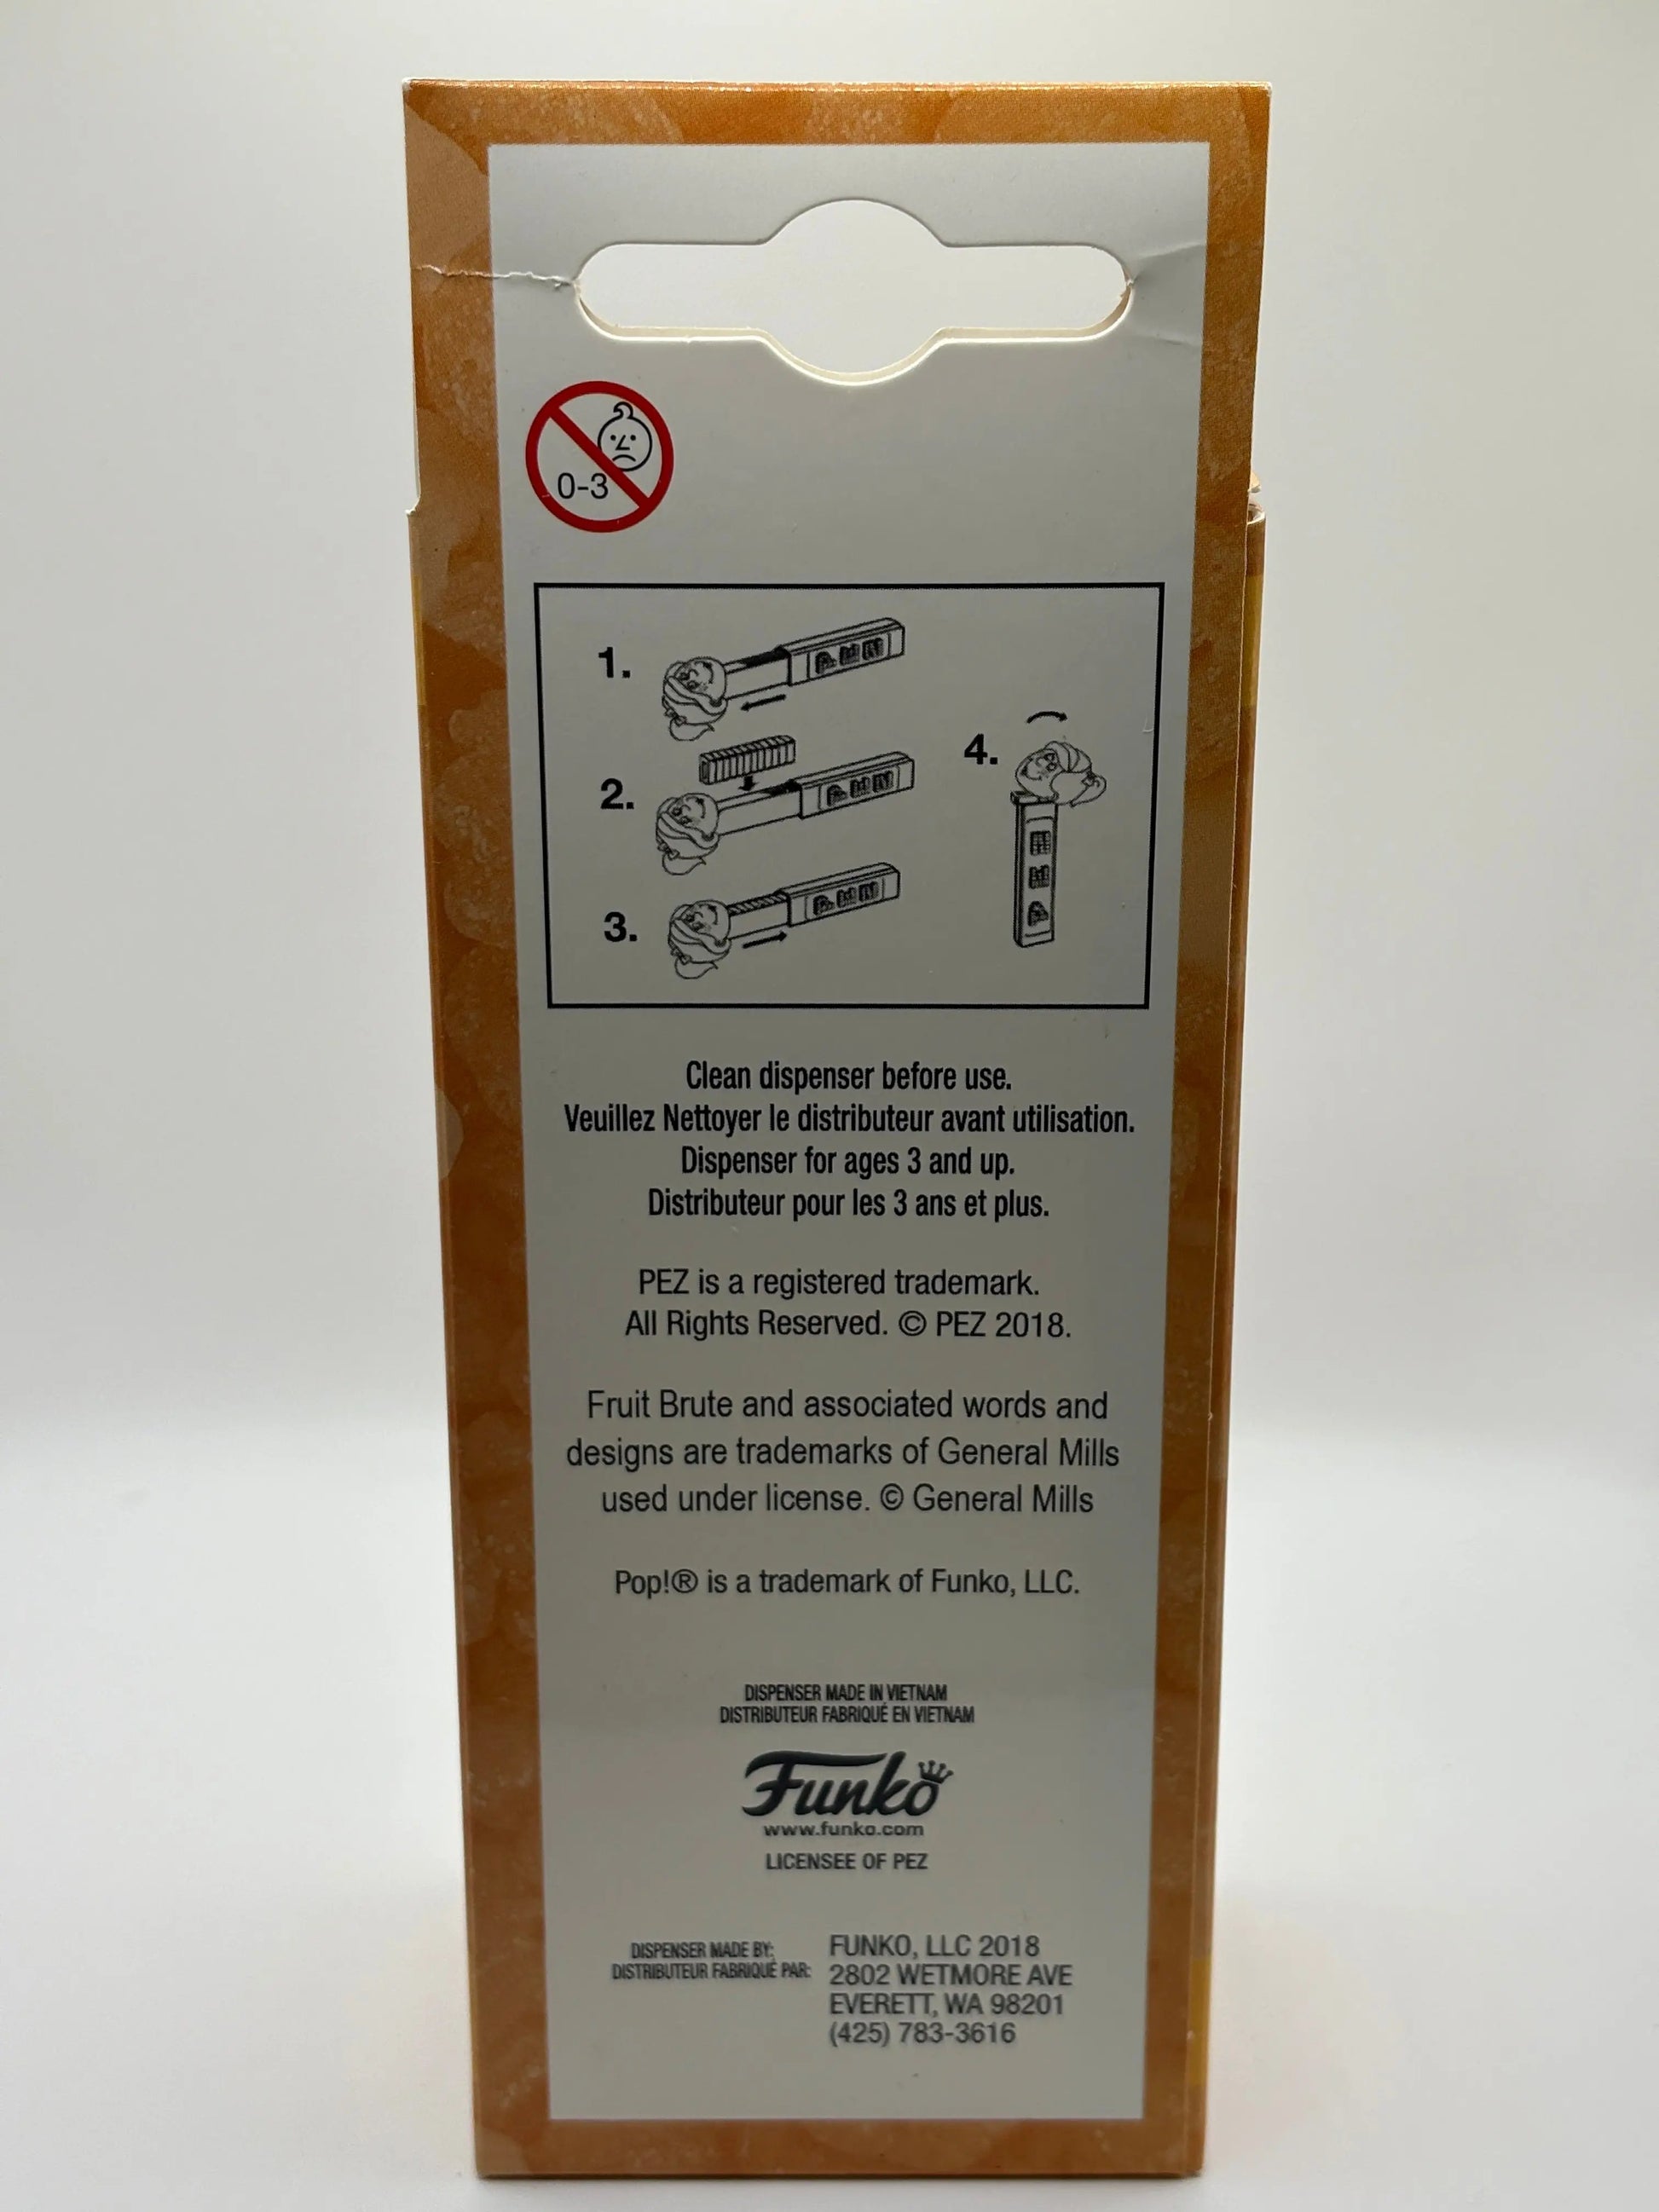 0-3
1.
PEZ
2.
PEZ
3.
PEZ
4.
PEZ
Clean dispenser before use.
Veuillez Nettoyer le distributeur avant utilisation.
Dispenser for ages 3 and up.
Distributeur pour les 3 ans et plus.
PEZ is a registered trademark.
All Rights Reserved. © PEZ 2018.
Fruit Brute and associated words and
designs are trademarks of General Mills
used under license. © General Mills
Pop!® is a trademark of Funko, LLC.
DISPENSER MADE IN VIETNAM
DISTRIBUTEUR FABRIQUÉ EN VIETNAM
Funko
www.funko.com
LICENSEE OF PEZ
DISPENSER MADE BY:
DISTRIBUTEUR FABRIQUÉ PAR:
FUNKO, LLC 2018
2802 WETMORE AVE
EVERETT, WA 98201
(425) 783-3616